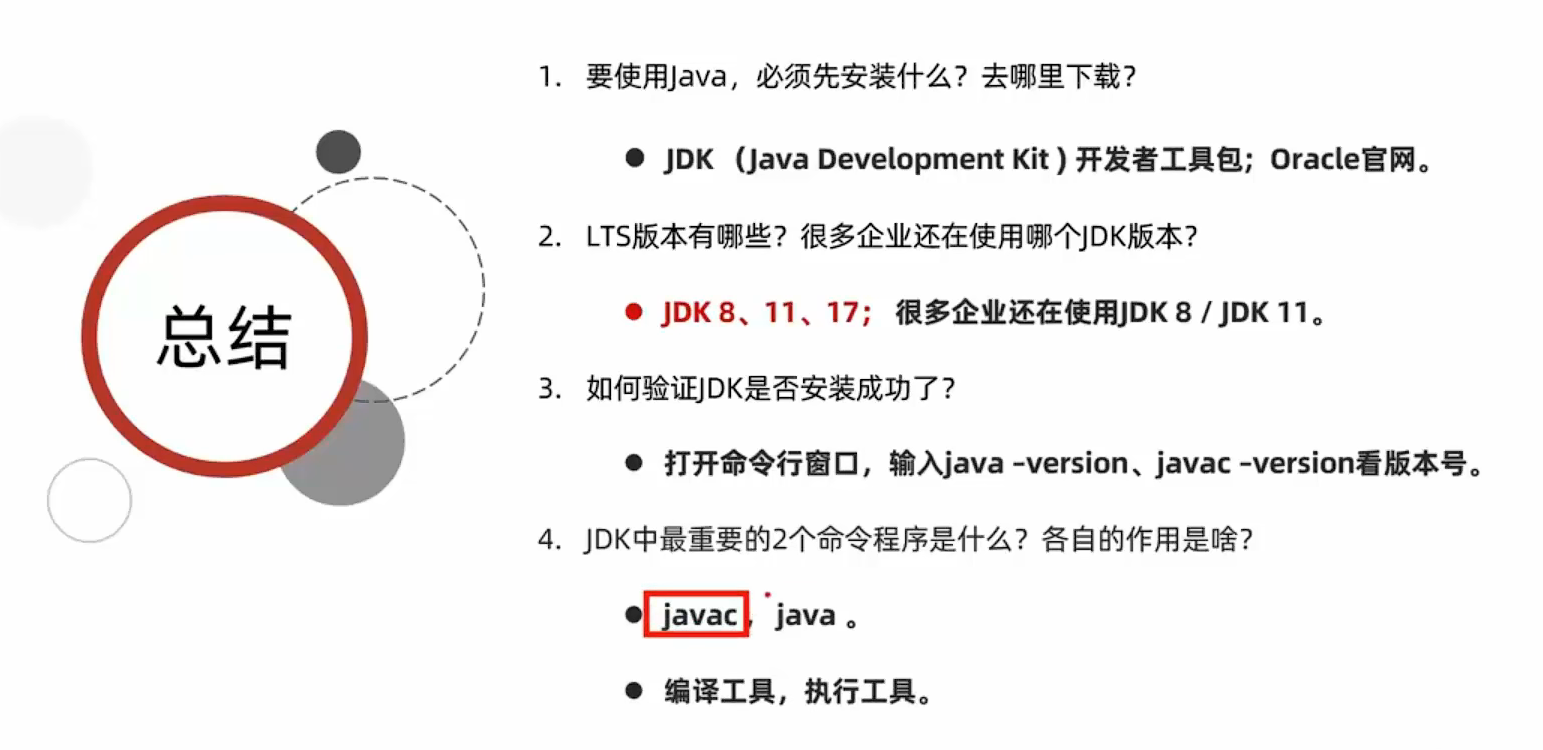 总结
1. 要使用Java，必须先安装什么？去哪里下载？
● JDK （Java Development Kit ) 开发者工具包；Oracle官网。
2. LTS版本有哪些？很多企业还在使用哪个JDK版本？
● JDK 8、11、17； 很多企业还在使用JDK 8 / JDK 11。
3. 如何验证JDK是否安装成功了？
● 打开命令行窗口，输入java –version、javac –version看版本号。
4. JDK中最重要的2个命令程序是什么？各自的作用是啥？
● javac， java 。
● 编译工具，执行工具。